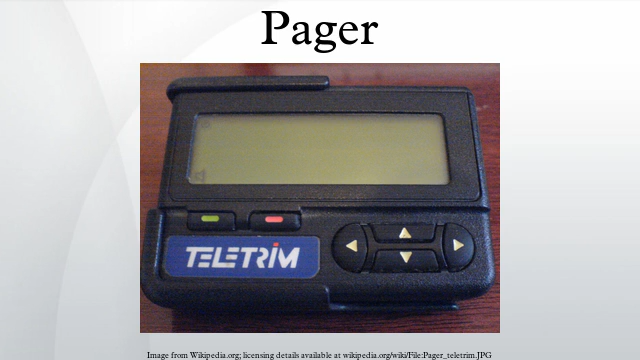 Pager
TELETRIM
Image from Wikipedia.org; licensing details available at wikipedia.org/wiki/File:Pager_teletrim.JPG